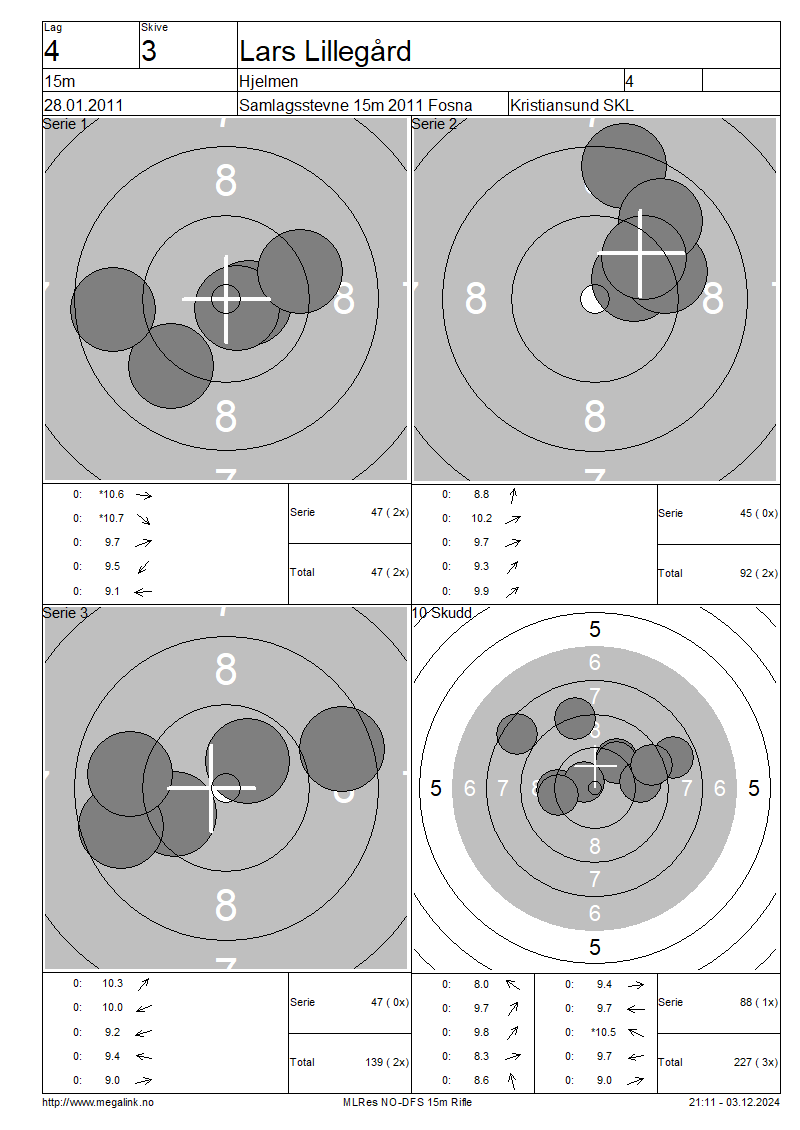 Lag
Skive
4
3
Lars Lillegård
15m
Hjelmen
4
28.01.2011
Samlagsstevne 15m 2011 Fosna
Kristiansund SKL
Serie 1
8
8
8
7
Serie 2
8
8
8
7
0: *10.6
0: *10.7
0: 9.7
0: 9.5
0: 9.1
Serie 47 ( 2x)
Total 47 ( 2x)
0: 8.8
0: 10.2
0: 9.7
0: 9.3
0: 9.9
Serie 45 ( 0x)
Total 92 ( 2x)
Serie 3
8
8
8
7
10 Skudd
5
6
7
8
5 6 7 8 7 6 5
8
7
6
5
0: 10.3
0: 10.0
0: 9.2
0: 9.4
0: 9.0
Serie 47 ( 0x)
Total 139 ( 2x)
0: 8.0
0: 9.7
0: 9.8
0: 8.3
0: 8.6
0: 9.4
0: 9.7
0: *10.5
0: 9.7
0: 9.0
Serie 88 ( 1x)
Total 227 ( 3x)
http://www.megalink.no
MLRes NO-DFS 15m Rifle
21:11 - 03.12.2024